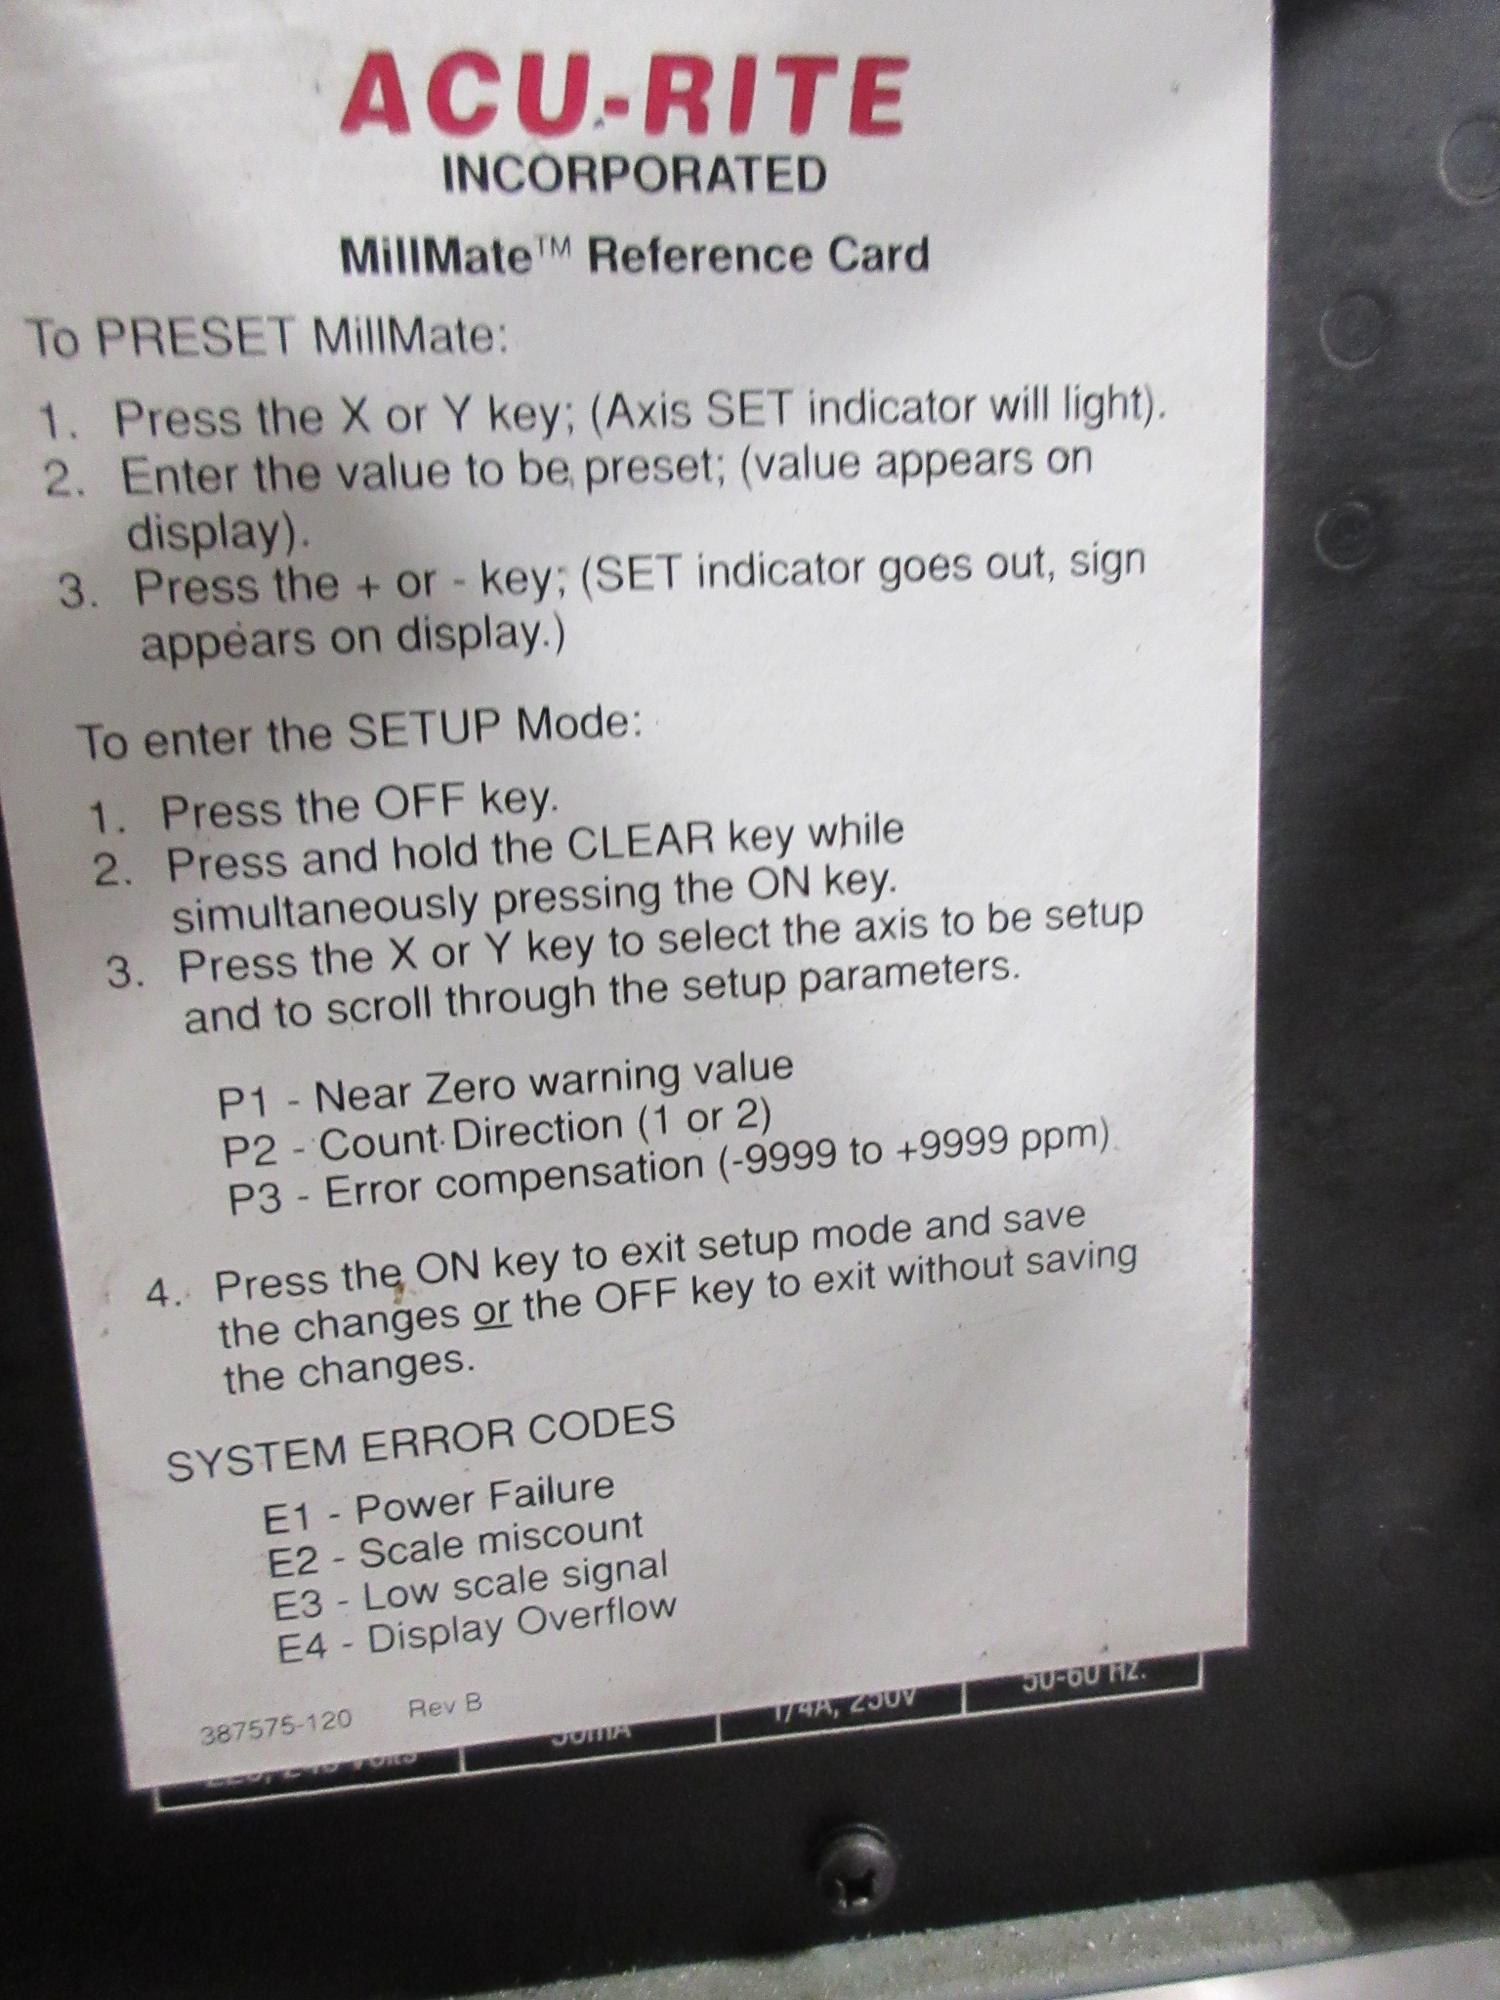 ACU-RITE
INCORPORATED
MillMate™ Reference Card
To PRESET MillMate:
1. Press the X or Y key; (Axis SET indicator will light).
2. Enter the value to be preset; (value appears on
display).
3. Press the + or - key; (SET indicator goes out, sign
appears on display.)
To enter the SETUP Mode:
1. Press the OFF key.
2. Press and hold the CLEAR key while
simultaneously pressing the ON key.
3. Press the X or Y key to select the axis to be setup
and to scroll through the setup parameters.
P1 - Near Zero warning value
P2 - Count Direction (1 or 2)
P3 - Error compensation (-9999 to +9999 ppm)
4. Press the ON key to exit setup mode and save
the changes or the OFF key to exit without saving
the changes.
SYSTEM ERROR CODES
E1 - Power Failure
E2 - Scale miscount
E3 - Low scale signal
E4 - Display Overflow
387575-120 Rev B
1/4A, 250V 50-60 Hz.